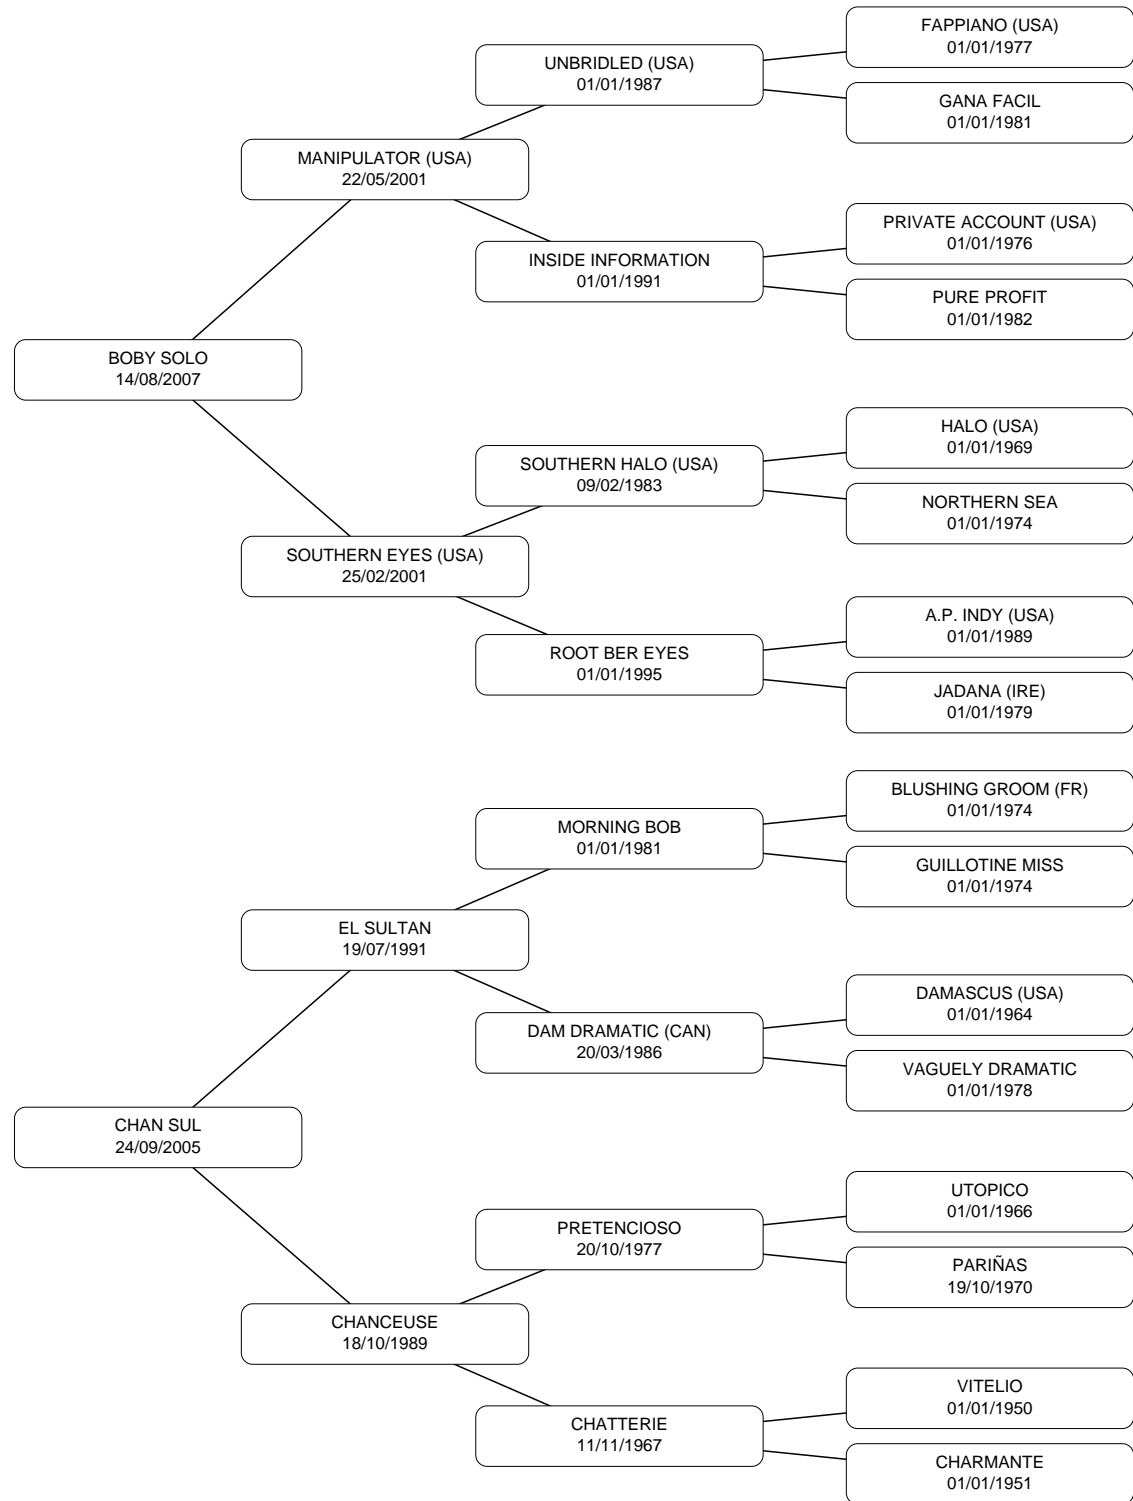 FAPPIANO (USA)
01/01/1977
UNBRIDLED (USA)
01/01/1987
GANA FACIL
01/01/1981
MANIPULATOR (USA)
22/05/2001
PRIVATE ACCOUNT (USA)
01/01/1976
INSIDE INFORMATION
01/01/1991
PURE PROFIT
01/01/1982
BOBY SOLO
14/08/2007
HALO (USA)
01/01/1969
SOUTHERN HALO (USA)
09/02/1983
NORTHERN SEA
01/01/1974
SOUTHERN EYES (USA)
25/02/2001
A.P. INDY (USA)
01/01/1989
ROOT BER EYES
01/01/1995
JADANA (IRE)
01/01/1979
BLUSHING GROOM (FR)
01/01/1974
MORNING BOB
01/01/1981
GUILLOTINE MISS
01/01/1974
EL SULTAN
19/07/1991
DAMASCUS (USA)
01/01/1964
DAM DRAMATIC (CAN)
20/03/1986
VAGUELY DRAMATIC
01/01/1978
CHAN SUL
24/09/2005
UTOPICO
01/01/1966
PRETENCIOSO
20/10/1977
PARIÑAS
19/10/1970
CHANCEUSE
18/10/1989
VITELIO
01/01/1950
CHATTERIE
11/11/1967
CHARMANTE
01/01/1951